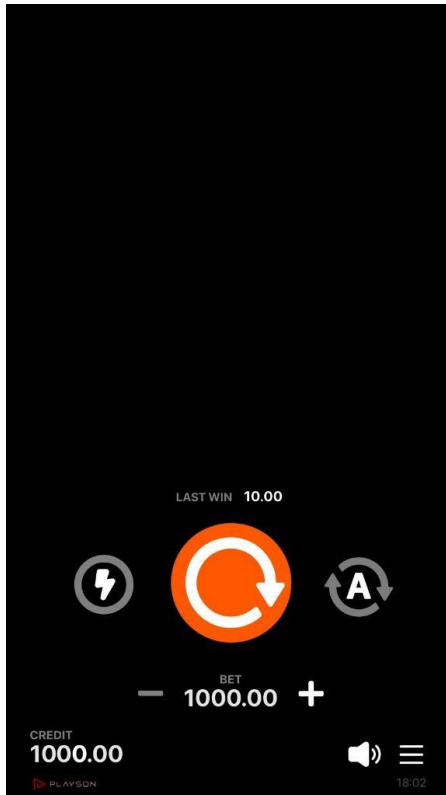 LAST WIN 10.00
A
BET
1000.00
CREDIT
1000.00
PLAYSON
18:02